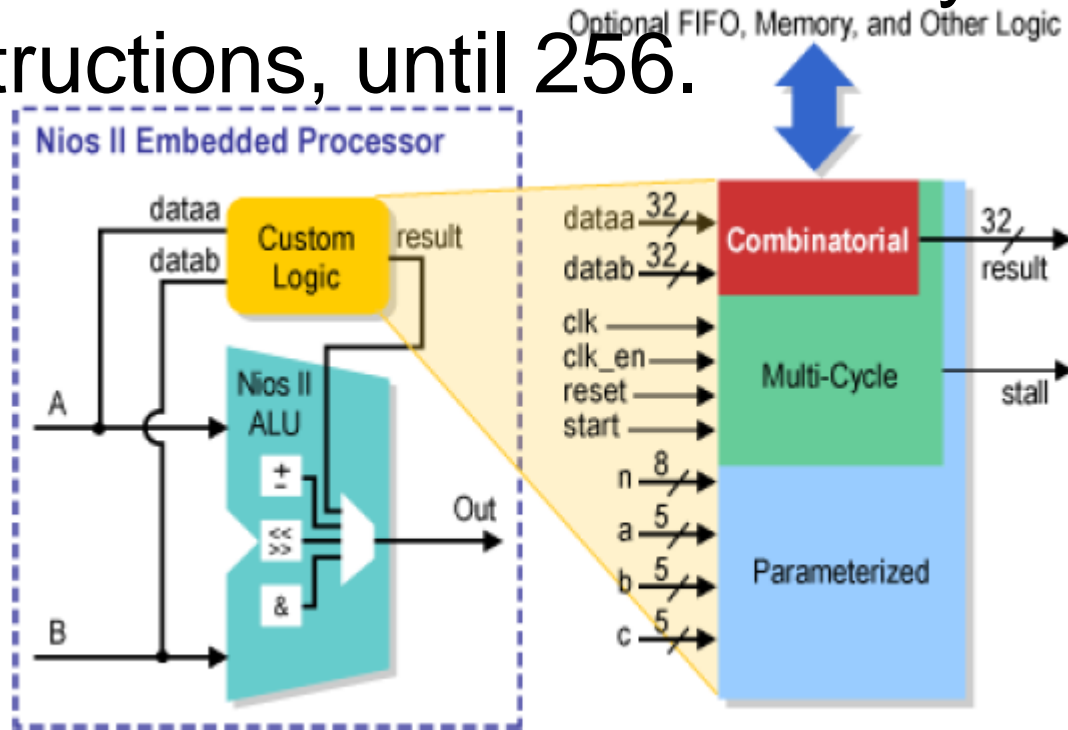 Optional FIFO, Memory, and Other Logic
tructions, until 256.
Nios II Embedded Processor
dataa
datab
Custom
Logic
result
A
Nios II
ALU
+
-
<<
>>
&
B
Out
dataa 32
datab 32
clk
clk_en
reset
start
n 8
a 5
b 5
c 5
Combinatorial
Multi-Cycle
Parameterized
32
result
stall